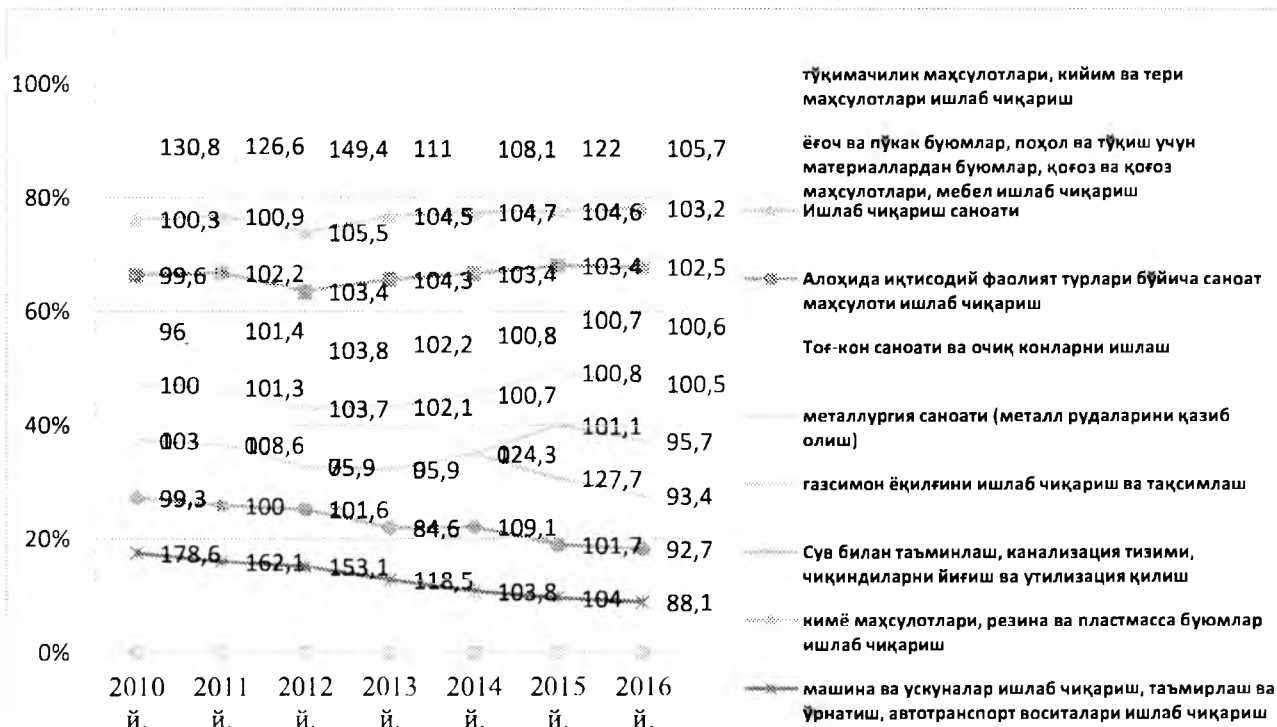 100%
80%
60%
40%
20%
0%
130,8 126,6 149,4 111 108,1 122 105,7
100,3 100,9 105,5 104,5 104,7 104,6 103,2
99,6 102,2 103,4 104,3 103,4 103,4 102,5
96 101,4 103,8 102,2 100,8 100,7 100,6
100 101,3 103,7 102,1 100,7 100,8 100,5
103 108,6 95,9 95,9 124,3 101,1 95,7
127,7 93,4
99,3 100 101,6 84,6 109,1 101,7 92,7
178,6 162,1 153,1 118,5 103,8 104 88,1
2010 2011 2012 2013 2014 2015 2016
й. й. й. й. й. й. й.
тўқимачилик маҳсулотлари, кийим ва тери
маҳсулотлари ишлаб чиқариш
ёғоч ва пўкак буюмлар, поҳол ва тўқиш учун
материаллардан буюмлар, қоғоз ва қоғоз
маҳсулотлари, мебел ишлаб чиқариш
Ишлаб чиқариш саноати
Алоҳида иқтисодий фаолият турлари бўйича саноат
маҳсулоти ишлаб чиқариш
Тоғ-кон саноати ва очиқ конларни ишлаш
металлургия саноати (металл рудаларини қазиб
олиш)
газсимон ёқилғини ишлаб чиқариш ва тақсимлаш
Сув билан таъминлаш, канализация тизими,
чиқиндиларни йиғиш ва утилизация қилиш
кимё маҳсулотлари, резина ва пластмасса буюмлар
ишлаб чиқариш
машина ва ускуналар ишлаб чиқариш, таъмирлаш ва
ўрнатиш, автотранспорт воситалари ишлаб чиқариш